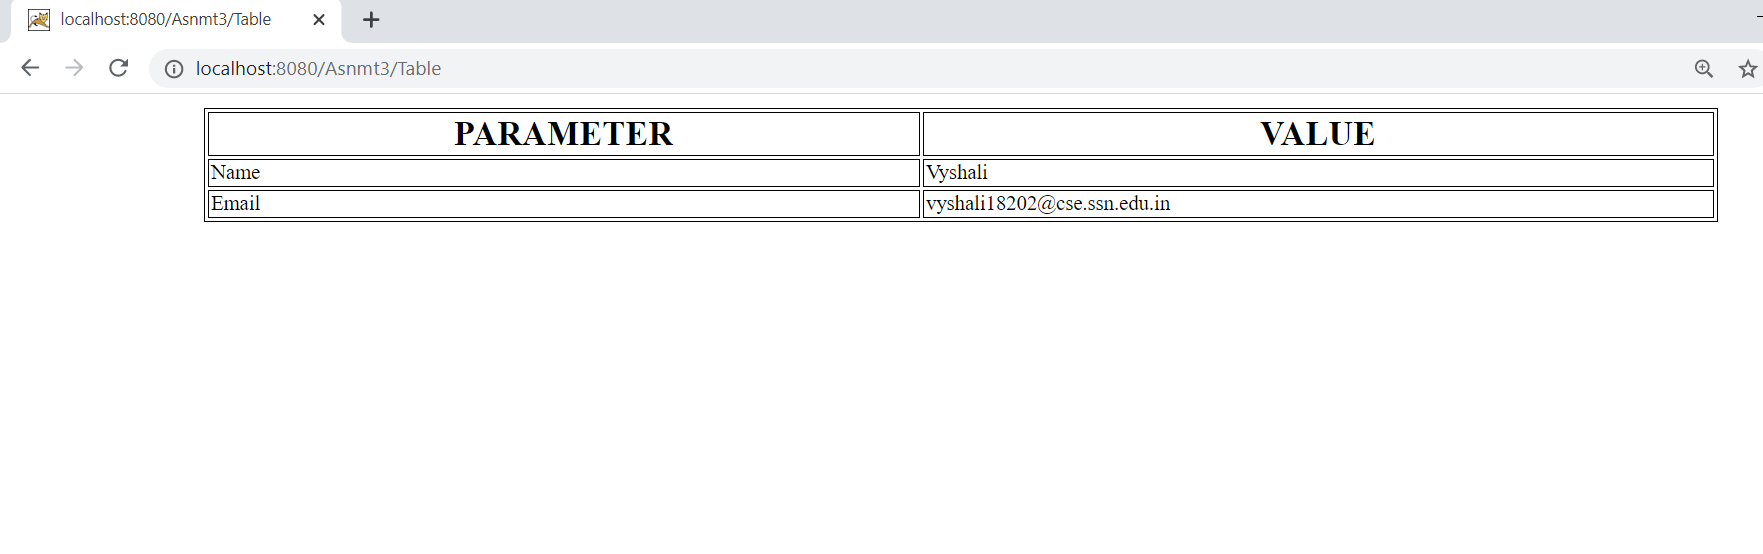 localhost:8080/Asnmt3/Table
localhost:8080/Asnmt3/Table
PARAMETER VALUE
Name Vyshali
Email vyshali18202@cse.ssn.edu.in